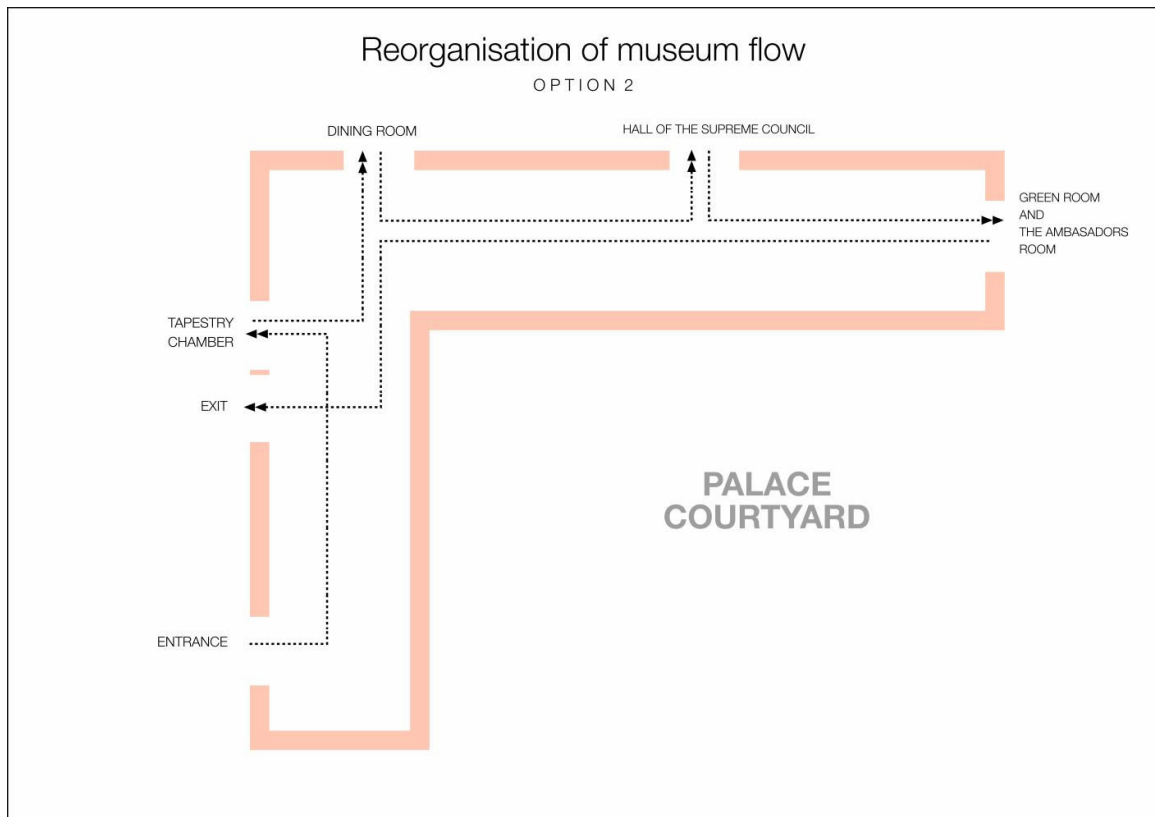 Reorganisation of museum flow
OPTION 2
DINING ROOM
HALL OF THE SUPREME COUNCIL
GREEN ROOM
AND
THE AMBASADORS
ROOM
TAPESTRY
CHAMBER
EXIT
PALACE
COURTYARD
ENTRANCE